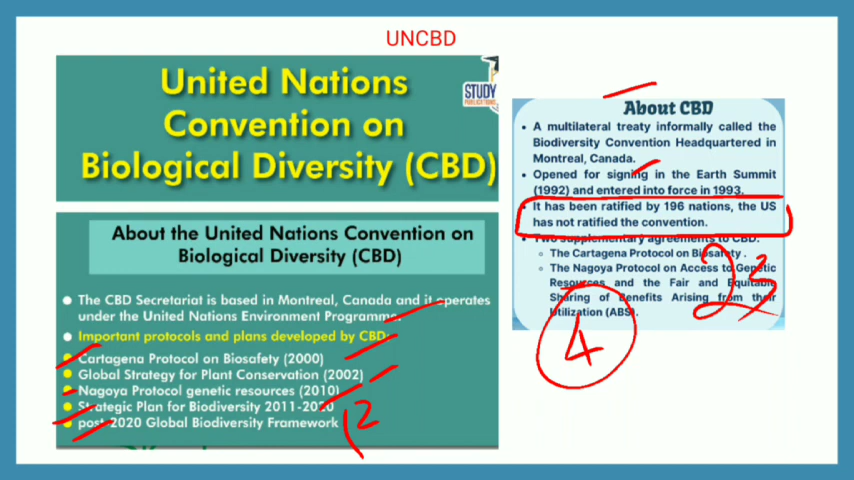 UNCBD
United Nations
Convention on
Biological Diversity (CBD)
STUDY
PUBLICATIONS
About the United Nations Convention on
Biological Diversity (CBD)
The CBD Secretariat is based in Montreal, Canada and it operates
under the United Nations Environment Programme.
Important protocols and plans developed by CBD:
Cartagena Protocol on Biosafety (2000)
Global Strategy for Plant Conservation (2002)
Nagoya Protocol genetic resources (2010)
Strategic Plan for Biodiversity 2011-2020
post-2020 Global Biodiversity Framework
About CBD
• A multilateral treaty informally called the
Biodiversity Convention Headquartered in
Montreal, Canada.
• Opened for signing in the Earth Summit
(1992) and entered into force in 1993.
• It has been ratified by 196 nations, the US
has not ratified the convention.
• Two supplementary agreements to CBD:
The Cartagena Protocol on Biosafety .
The Nagoya Protocol on Access to Genetic
Resources and the Fair and Equitable
Sharing of Benefits Arising from their
Utilization (ABS).
23
4
12